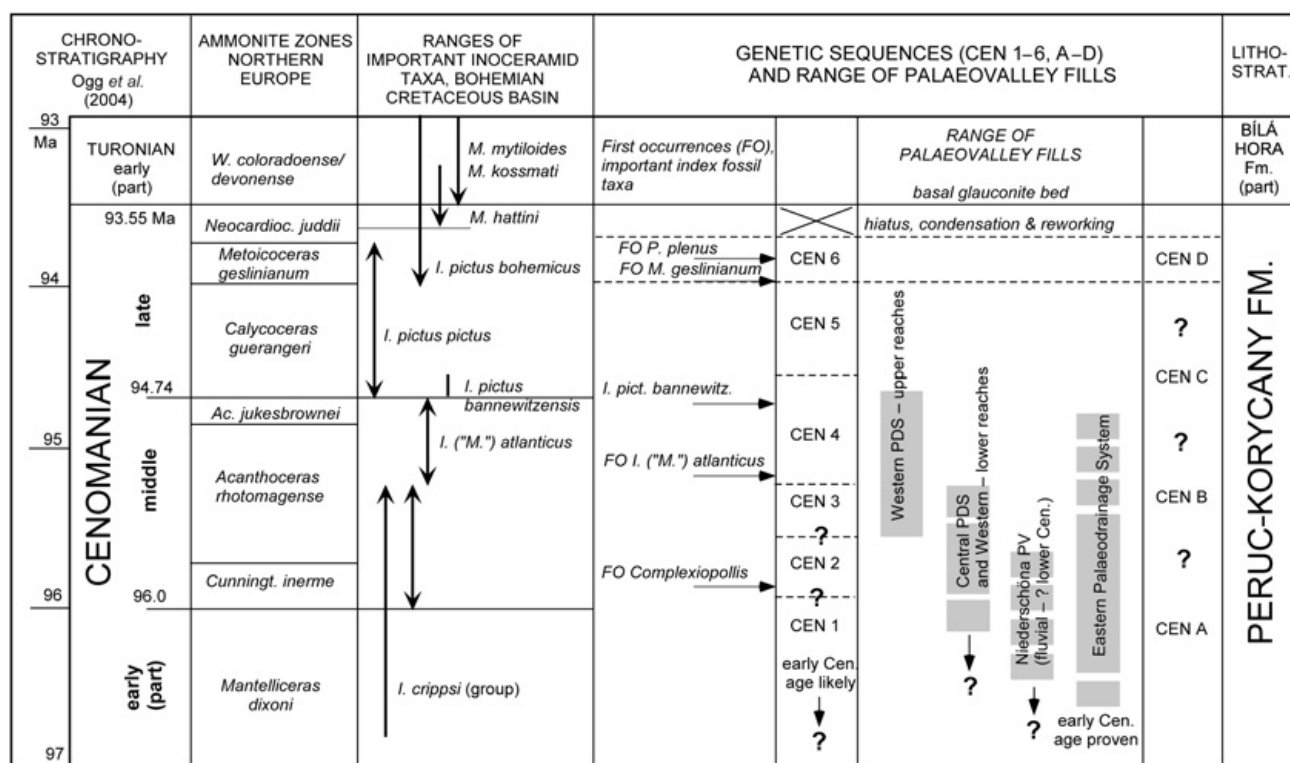 CHRONO-
STRATIGRAPHY
Ogg et al.
(2004)
AMMONITE ZONES
NORTHERN
EUROPE
RANGES OF
IMPORTANT INOCERAMID
TAXA, BOHEMIAN
CRETACEOUS BASIN
GENETIC SEQUENCES (CEN 1–6, A–D)
AND RANGE OF PALAEOVALLEY FILLS
LITHO-
STRAT.
93
Ma
TURONIAN
early
(part)
W. coloradoense/
devonense
M. mytiloides
M. kossmati
First occurrences (FO),
important index fossil
taxa
RANGE OF
PALAEOVALLEY FILLS
basal glauconite bed
BÍLÁ
HORA
Fm.
(part)
93.55 Ma
Neocardioc. juddii
M. hattini
hiatus, condensation & reworking
Metoicoceras
geslinianum
I. pictus bohemicus
FO P. plenus
FO M. geslinianum
CEN 6
CEN D
94
late
Calycoceras
guerangeri
I. pictus pictus
CEN 5
?
94.74
I. pictus
bannewitzensis
I. pict. bannewitz.
CEN C
Ac. jukesbrownei
I. ("M.") atlanticus
CEN 4
?
95
middle
Acanthoceras
rhotomagense
FO I. ("M.") atlanticus
CEN 3
?
CEN B
CENOMANIAN
Cunningt. inerme
FO Complexiopollis
CEN 2
?
?
96
96.0
CEN 1
CEN A
early
(part)
Mantelliceras
dixoni
I. crippsi (group)
early Cen.
age likely
?
Western PDS – upper reaches
Central PDS
and Western – lower reaches
?
Niederschöna PV
(fluvial – ? lower Cen.)
?
Eastern Palaeodrainage System
early Cen.
age proven
PERUC-KORYCANY FM.
97